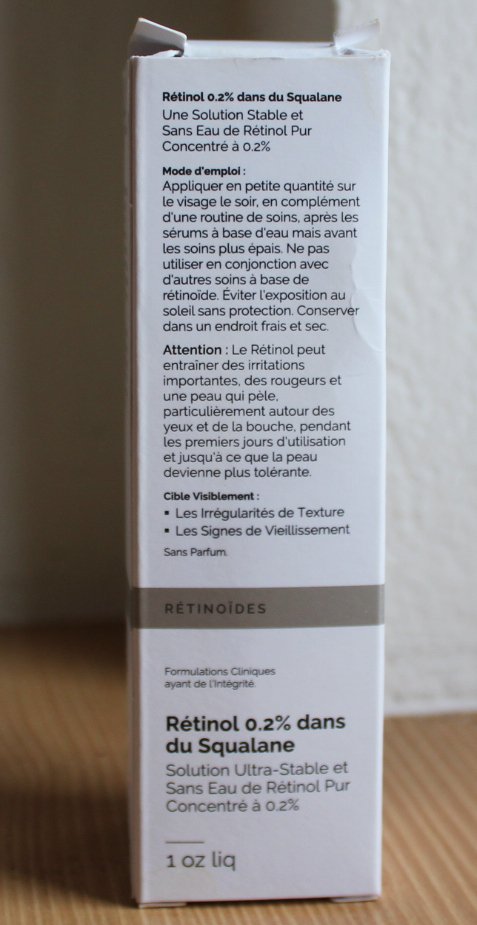 Rétinol 0.2% dans du Squalane
Une Solution Stable et
Sans Eau de Rétinol Pur
Concentré à 0.2%
Mode d'emploi :
Appliquer en petite quantité sur
le visage le soir, en complément
d'une routine de soins, après les
sérums à base d'eau mais avant
les soins plus épais. Ne pas
utiliser en conjonction avec
d'autres soins à base de
rétinoïde. Éviter l'exposition au
soleil sans protection. Conserver
dans un endroit frais et sec.
Attention : Le Rétinol peut
entraîner des irritations
importantes, des rougeurs et
une peau qui pèle,
particulièrement autour des
yeux et de la bouche, pendant
les premiers jours d'utilisation
et jusqu'à ce que la peau
devienne plus tolérante.
Cible Visiblement :
▪ Les Irrégularités de Texture
▪ Les Signes de Vieillissement
Sans Parfum.
RÉTINOÏDES
Formulations Cliniques
ayant de l'Intégrité.
Rétinol 0.2% dans
du Squalane
Solution Ultra-Stable et
Sans Eau de Rétinol Pur
Concentré à 0.2%
1 oz liq